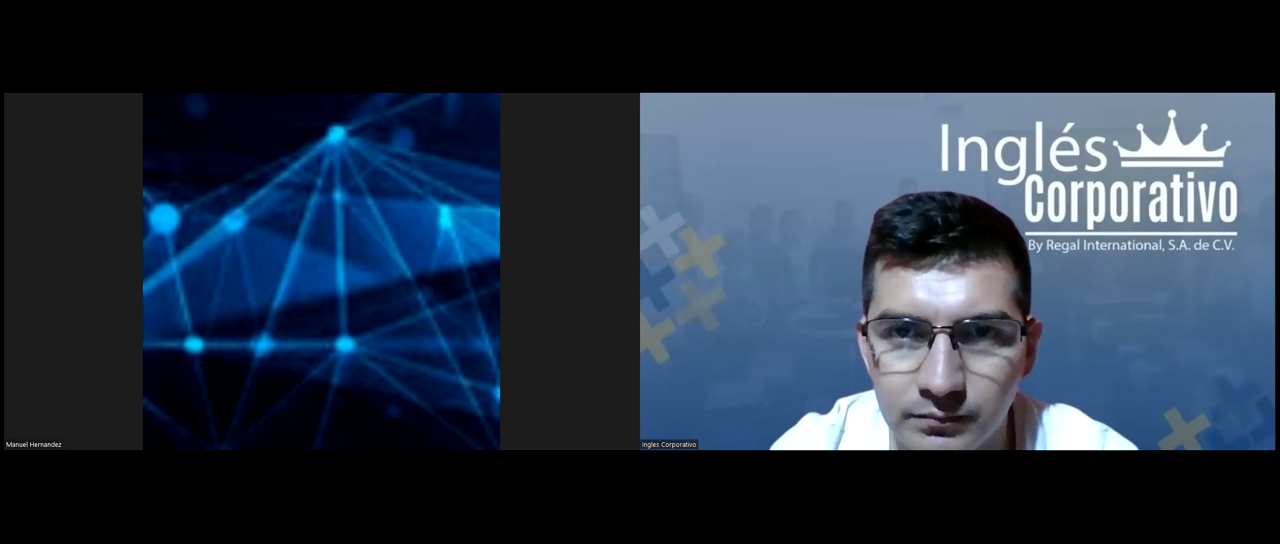 Inglés
Corporativo
By Regal International, S.A. de C.V.
Manuel Hernandez
Ingles Corporativo